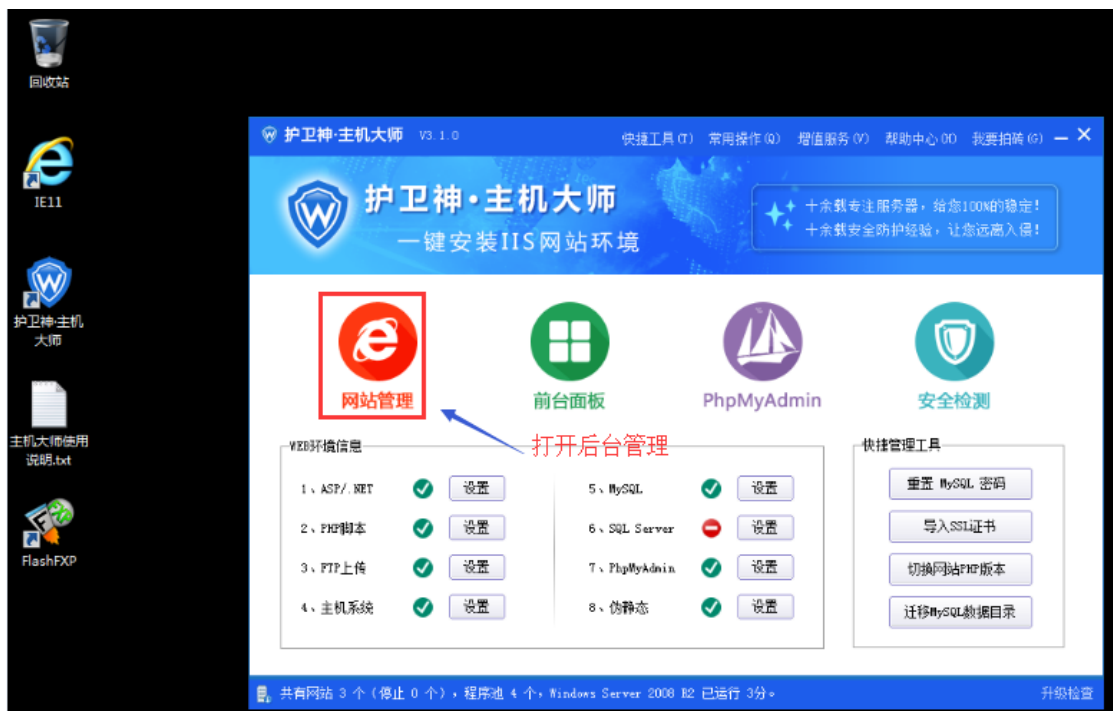 回收站
IE11
护卫神·主机
大师
主机大师使用
说明.txt
FlashFXP
护卫神·主机大师 V3.1.0
快捷工具(T) 常用操作(Q) 增值服务(V) 帮助中心(H) 我要拍砖(G)
护卫神·主机大师
一键安装IIS网站环境
十余载专注服务器，给您100%的稳定！
十余载安全防护经验，让您远离入侵！
网站管理
前台面板
PhpMyAdmin
安全检测
打开后台管理
WEB环境信息
1、ASP/.NET 设置
2、PHP脚本 设置
3、FTP上传 设置
4、主机系统 设置
5、MySQL 设置
6、SQL Server 设置
7、PhpMyAdmin 设置
8、伪静态 设置
快捷管理工具
重置 MySQL 密码
导入SSL证书
切换网站PHP版本
迁移MySQL数据目录
共有网站 3 个（停止 0 个），程序池 4 个，Windows Server 2008 R2 已运行 3分。
升级检查